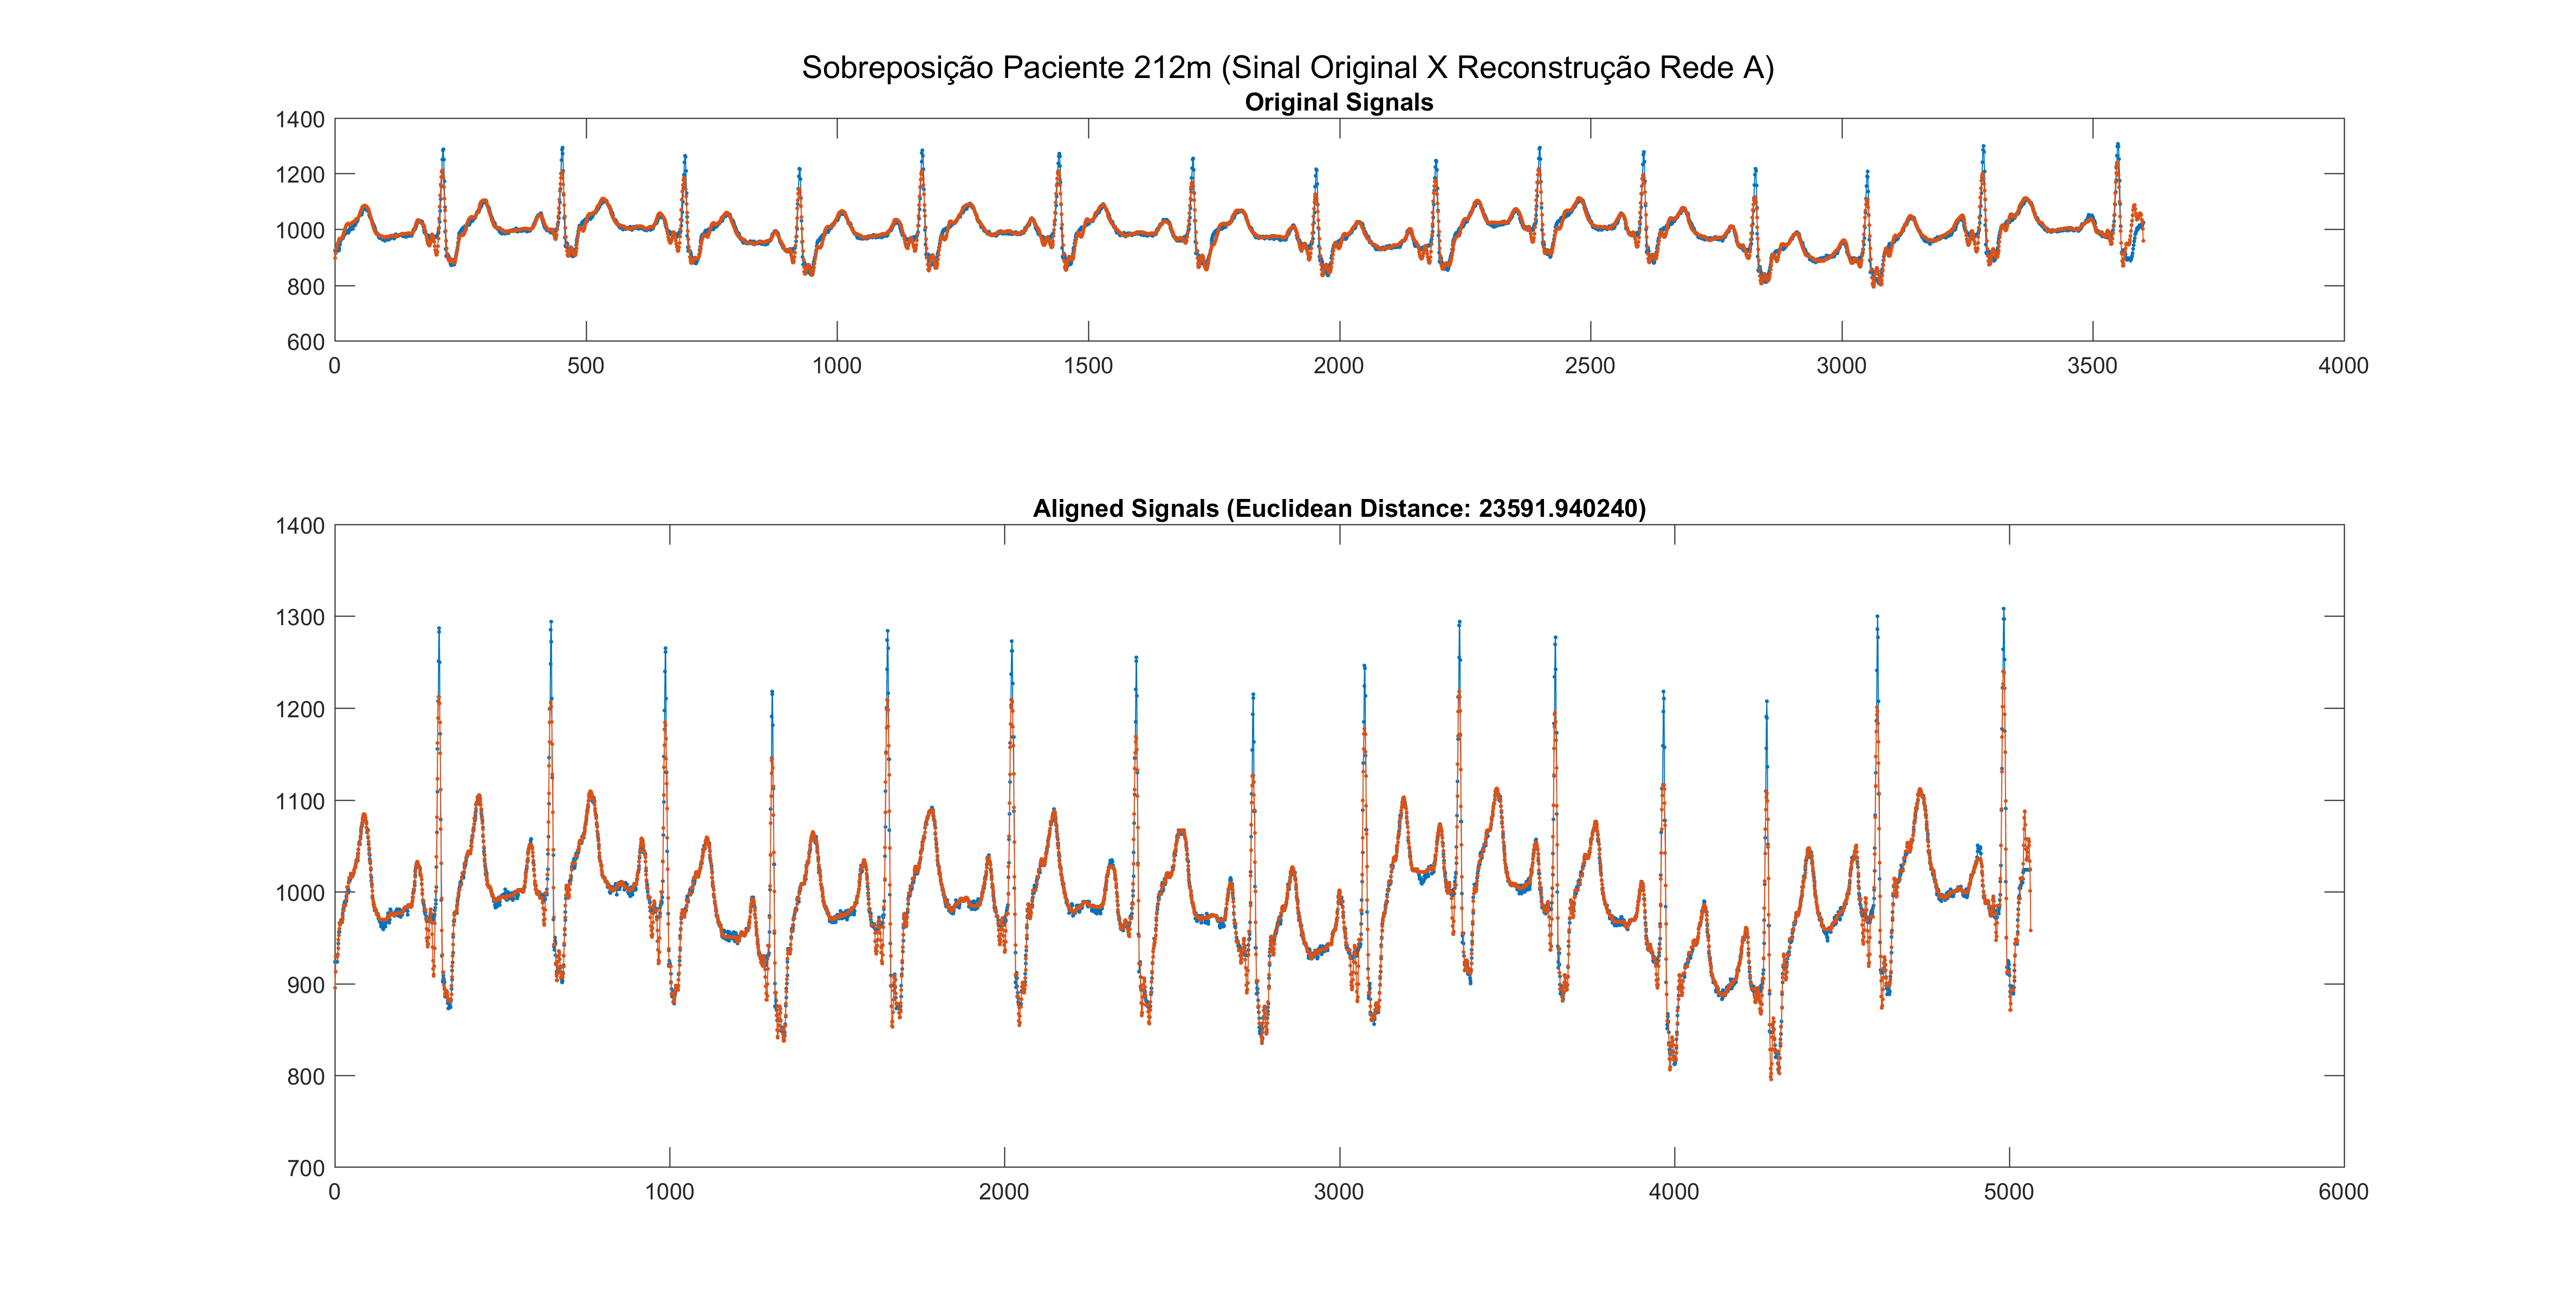 Sobreposição Paciente 212m (Sinal Original X Reconstrução Rede A)
Original Signals
1400
1200
1000
800
600
0 500 1000 1500 2000 2500 3000 3500 4000
Aligned Signals (Euclidean Distance: 23591.940240)
1400
1300
1200
1100
1000
900
800
700
0 1000 2000 3000 4000 5000 6000